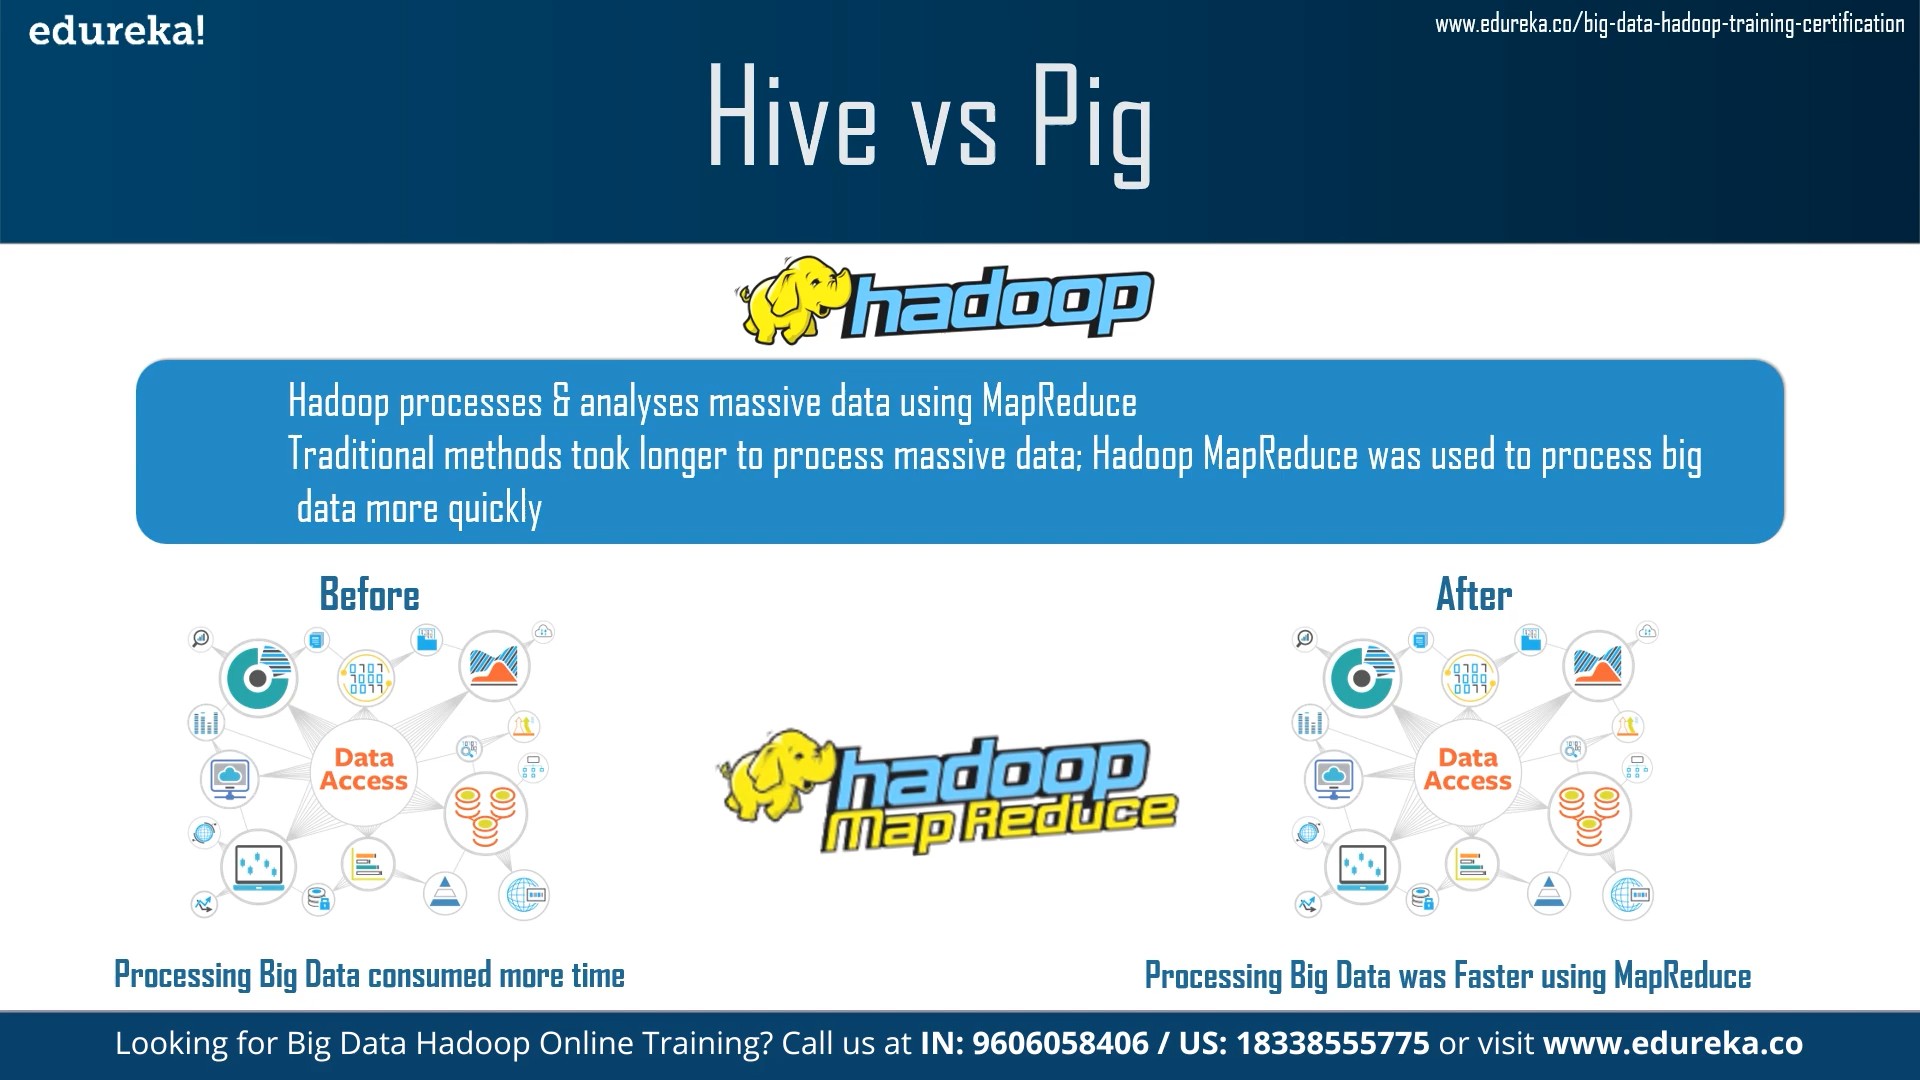 edureka!
www.edureka.co/big-data-hadoop-training-certification
Hive vs Pig
hadoop
Hadoop processes & analyses massive data using MapReduce
Traditional methods took longer to process massive data; Hadoop MapReduce was used to process big
data more quickly
Before
After
Data
Access
hadoop
Map Reduce
Data
Access
Processing Big Data consumed more time
Processing Big Data was Faster using MapReduce
Looking for Big Data Hadoop Online Training? Call us at IN: 9606058406 / US: 18338555775 or visit www.edureka.co